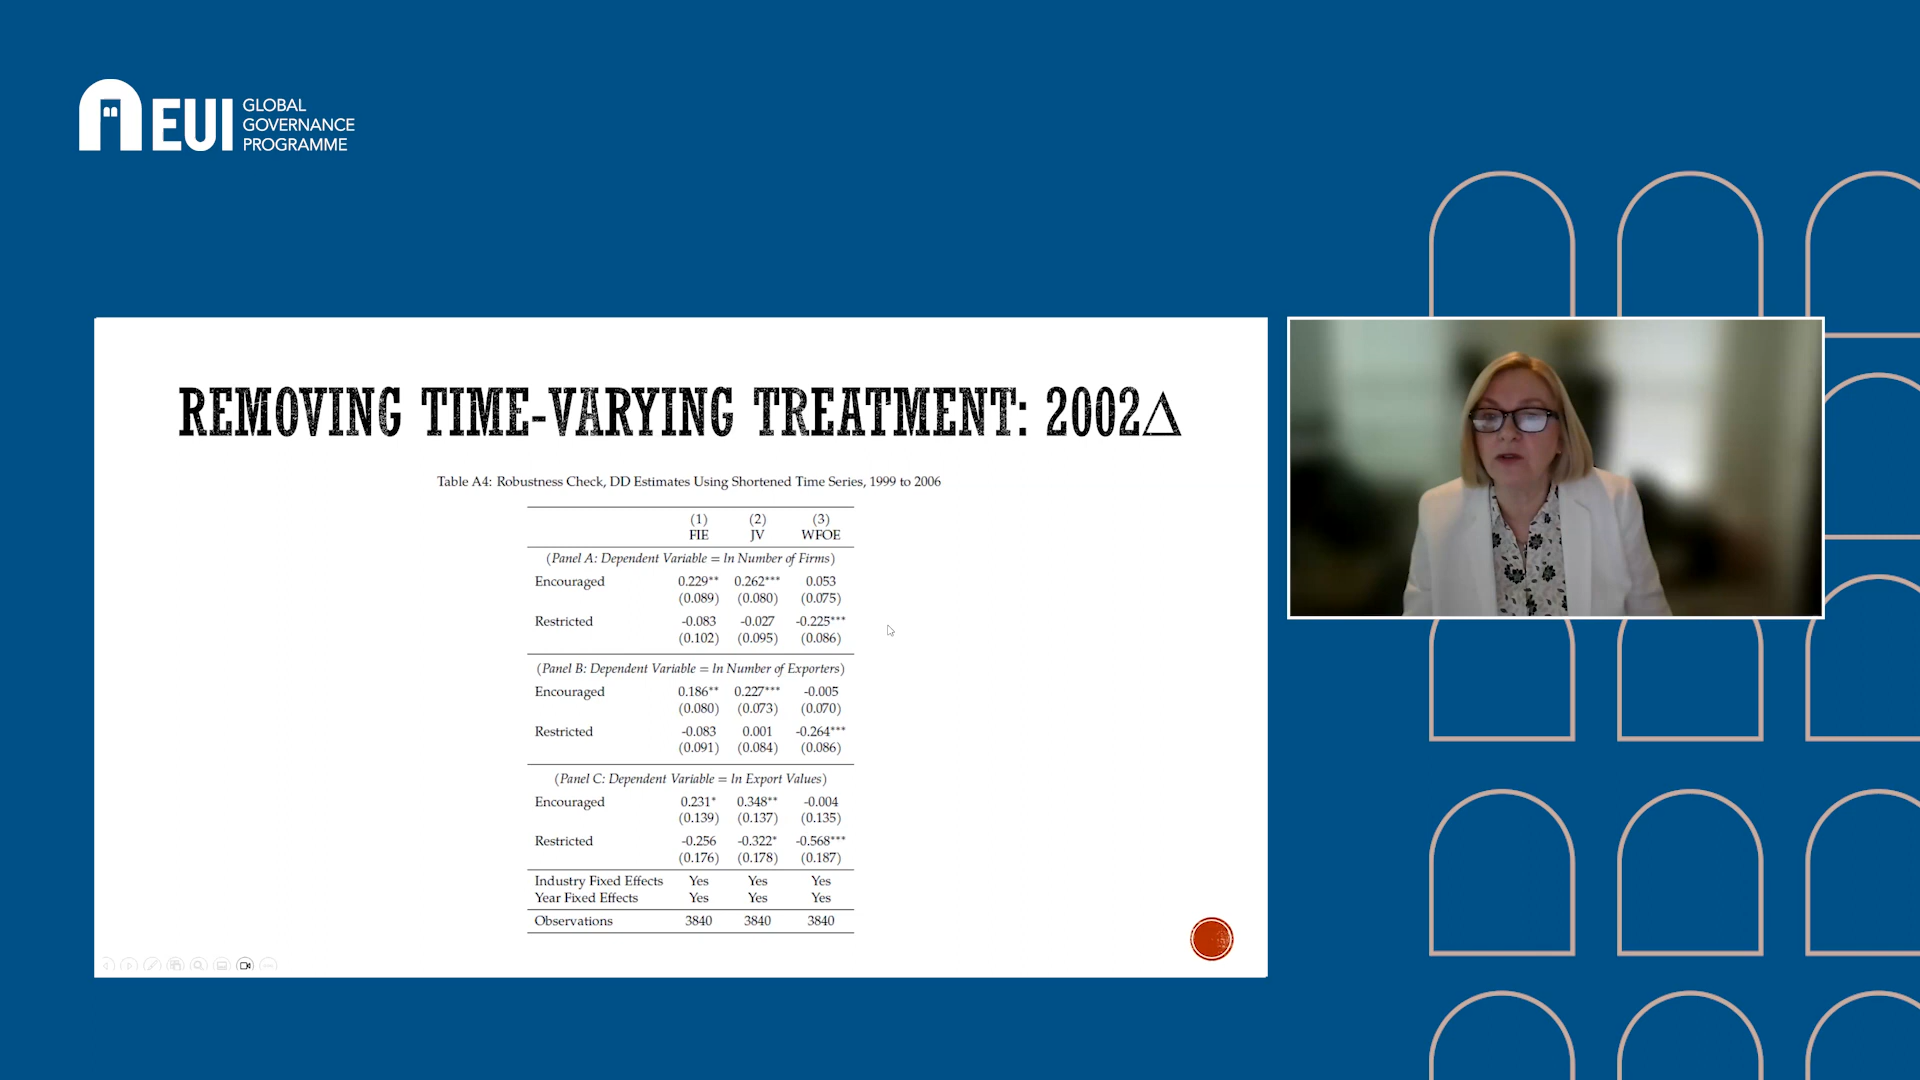 EUI
GLOBAL
GOVERNANCE
PROGRAMME
REMOVING TIME-VARYING TREATMENT: 2002Δ
Table A4: Robustness Check, DD Estimates Using Shortened Time Series, 1999 to 2006
(1) (2) (3)
FIE JV WFOE
(Panel A: Dependent Variable = ln Number of Firms)
Encouraged 0.229** 0.262*** 0.053
(0.089) (0.080) (0.075)
Restricted -0.083 -0.027 -0.225***
(0.102) (0.095) (0.086)
(Panel B: Dependent Variable = ln Number of Exporters)
Encouraged 0.186** 0.227*** -0.005
(0.080) (0.073) (0.070)
Restricted -0.083 0.001 -0.264***
(0.091) (0.084) (0.086)
(Panel C: Dependent Variable = ln Export Values)
Encouraged 0.231* 0.348** -0.004
(0.139) (0.137) (0.135)
Restricted -0.256 -0.322* -0.568***
(0.176) (0.178) (0.187)
Industry Fixed Effects Yes Yes Yes
Year Fixed Effects Yes Yes Yes
Observations 3840 3840 3840